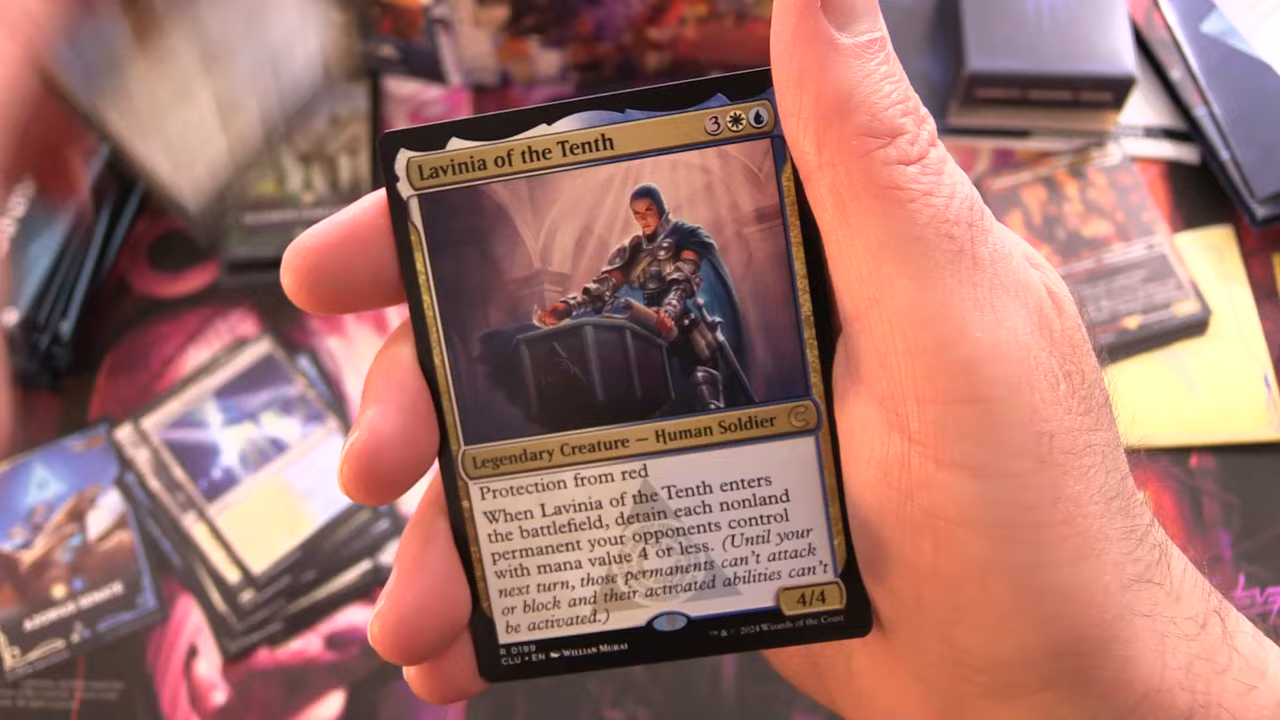 Lavinia of the Tenth 3
Legendary Creature — Human Soldier
Protection from red
When Lavinia of the Tenth enters
the battlefield, detain each nonland
permanent your opponents control
with mana value 4 or less. (Until your
next turn, those permanents can't attack
or block and their activated abilities can't
be activated.)
4/4
R 0199
CLU • EN WILLIAN MURAI
™ & © 2024 Wizards of the Coast
AZORIUS SENATE